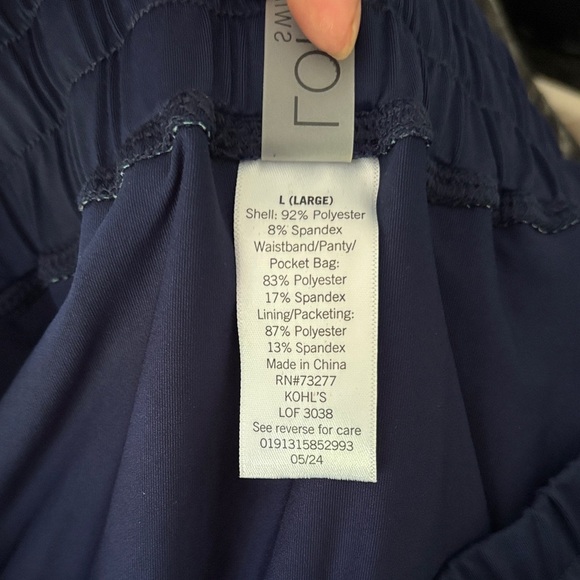 LO
L (LARGE)
Shell: 92% Polyester
8% Spandex
Waistband/Panty/
Pocket Bag:
83% Polyester
17% Spandex
Lining/Packeting:
87% Polyester
13% Spandex
Made in China
RN#73277
KOHL'S
LOF 3038
See reverse for care
0191315852993
05/24